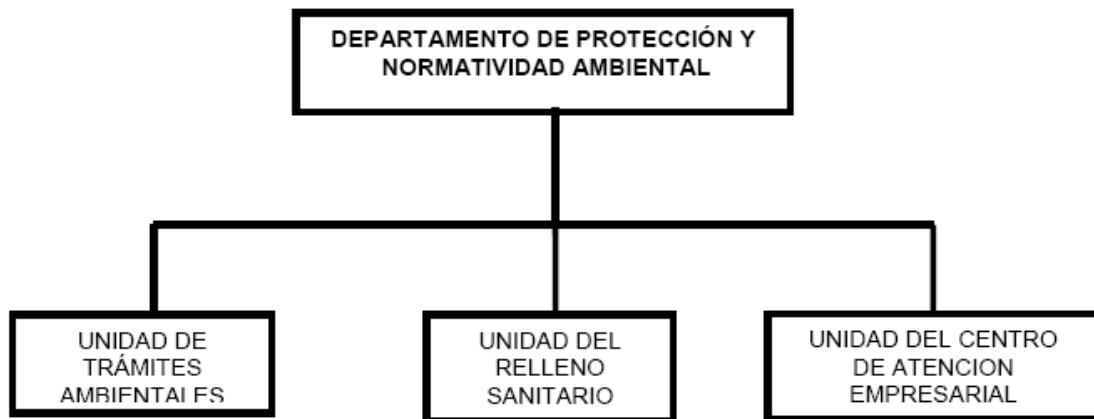 DEPARTAMENTO DE PROTECCIÓN Y
NORMATIVIDAD AMBIENTAL
UNIDAD DE
TRÁMITES
AMBIENTALES
UNIDAD DEL
RELLENO
SANITARIO
UNIDAD DEL CENTRO
DE ATENCION
EMPRESARIAL